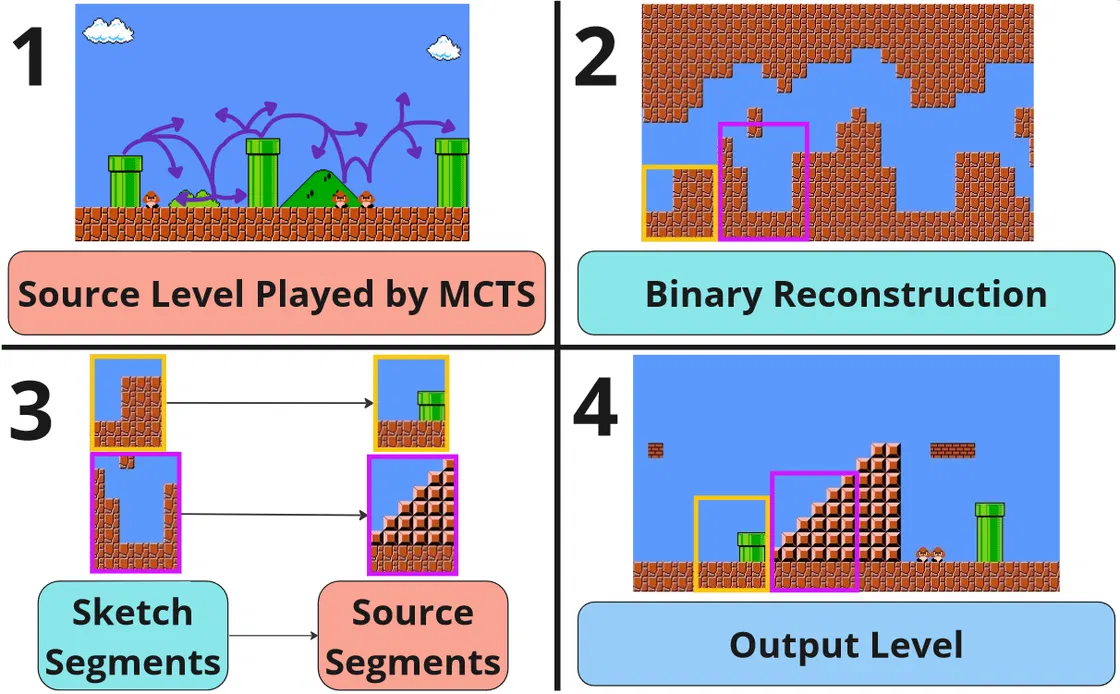 1
Source Level Played by MCTS
2
Binary Reconstruction
3
Sketch
Segments
Source
Segments
4
Output Level